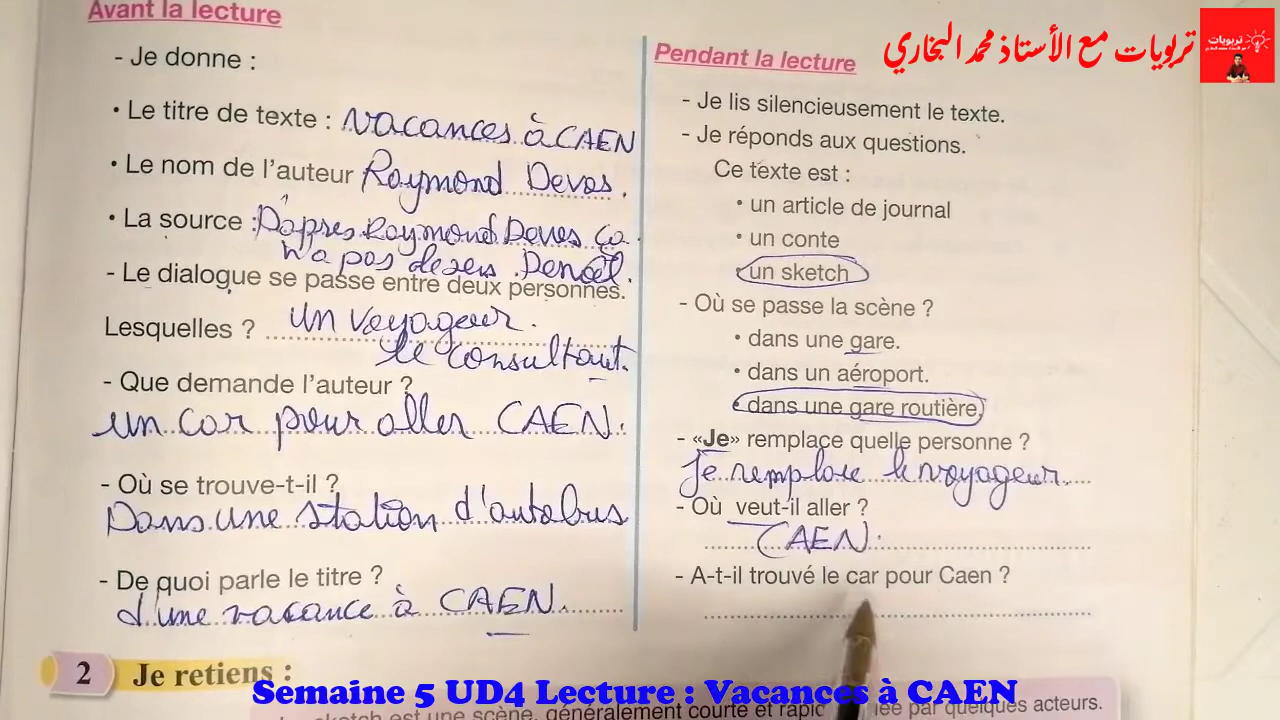 Avant la lecture
- Je donne :
• Le titre de texte : vacances à CAEN
• Le nom de l'auteur Raymond Devos.
• La source : D'après Raymond Devos ça
n'a pas de sens. Denoël.
- Le dialogue se passe entre deux personnes.
Lesquelles ? un voyageur.
le consultant.
- Que demande l'auteur ?
un car pour aller CAEN.
- Où se trouve-t-il ?
Dans une station d'autobus
- De quoi parle le titre ?
d'une vacance à CAEN.
2 Je retiens :
Pendant la lecture
- Je lis silencieusement le texte.
- Je réponds aux questions.
Ce texte est :
• un article de journal
• un conte
• un sketch
- Où se passe la scène ?
• dans une gare.
• dans un aéroport.
• dans une gare routière.
- «Je» remplace quelle personne ?
Je remplace le voyageur.
- Où veut-il aller ?
CAEN.
- A-t-il trouvé le car pour Caen ?
sketch est une scène, généralement courte et rapid par quelques acteurs.
تربويات مع الأستاذ محمد البخاري
تربويات
Semaine 5 UD4 Lecture : Vacances à CAEN